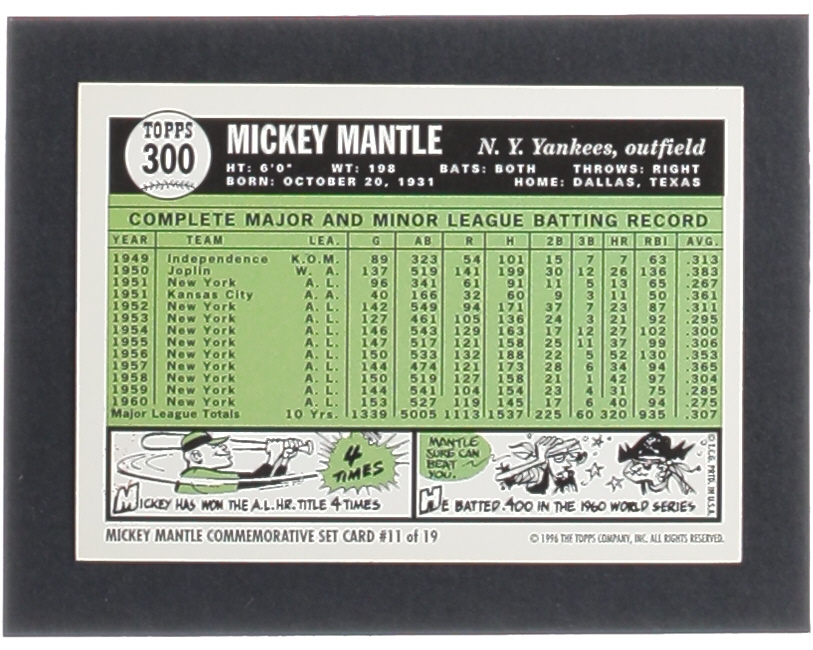 TOPPS
300
MICKEY MANTLE N. Y. Yankees, outfield
HT: 6'0" WT: 198 BATS: BOTH THROWS: RIGHT
BORN: OCTOBER 20, 1931 HOME: DALLAS, TEXAS
COMPLETE MAJOR AND MINOR LEAGUE BATTING RECORD
YEAR TEAM LEA. G AB R H 2B 3B HR RBI AVG.
1949 Independence K.O.M. 89 323 54 101 15 7 7 63 .313
1950 Joplin W. A. 137 519 141 199 30 12 26 136 .383
1951 New York A. L. 96 341 61 91 11 5 13 65 .267
1951 Kansas City A. A. 40 166 32 60 9 3 11 50 .361
1952 New York A. L. 142 549 94 171 37 7 23 87 .311
1953 New York A. L. 127 461 105 136 24 3 21 92 .295
1954 New York A. L. 146 543 129 163 17 12 27 102 .300
1955 New York A. L. 147 517 121 158 25 11 37 99 .306
1956 New York A. L. 150 533 132 188 22 5 52 130 .353
1957 New York A. L. 144 474 121 173 28 6 34 94 .365
1958 New York A. L. 150 519 127 158 21 1 42 97 .304
1959 New York A. L. 144 541 104 154 23 4 31 75 .285
1960 New York A. L. 153 527 119 145 17 6 40 94 .275
Major League Totals 10 Yrs. 1339 5005 1113 1537 225 60 320 935 .307
4
TIMES
MICKEY HAS WON THE A.L. HR. TITLE 4 TIMES
MANTLE
SURE CAN
BEAT
YOU.
HE BATTED .400 IN THE 1960 WORLD SERIES
© T.C.G. PRTD. IN U.S.A.
MICKEY MANTLE COMMEMORATIVE SET CARD #11 of 19
© 1996 THE TOPPS COMPANY, INC. ALL RIGHTS RESERVED.